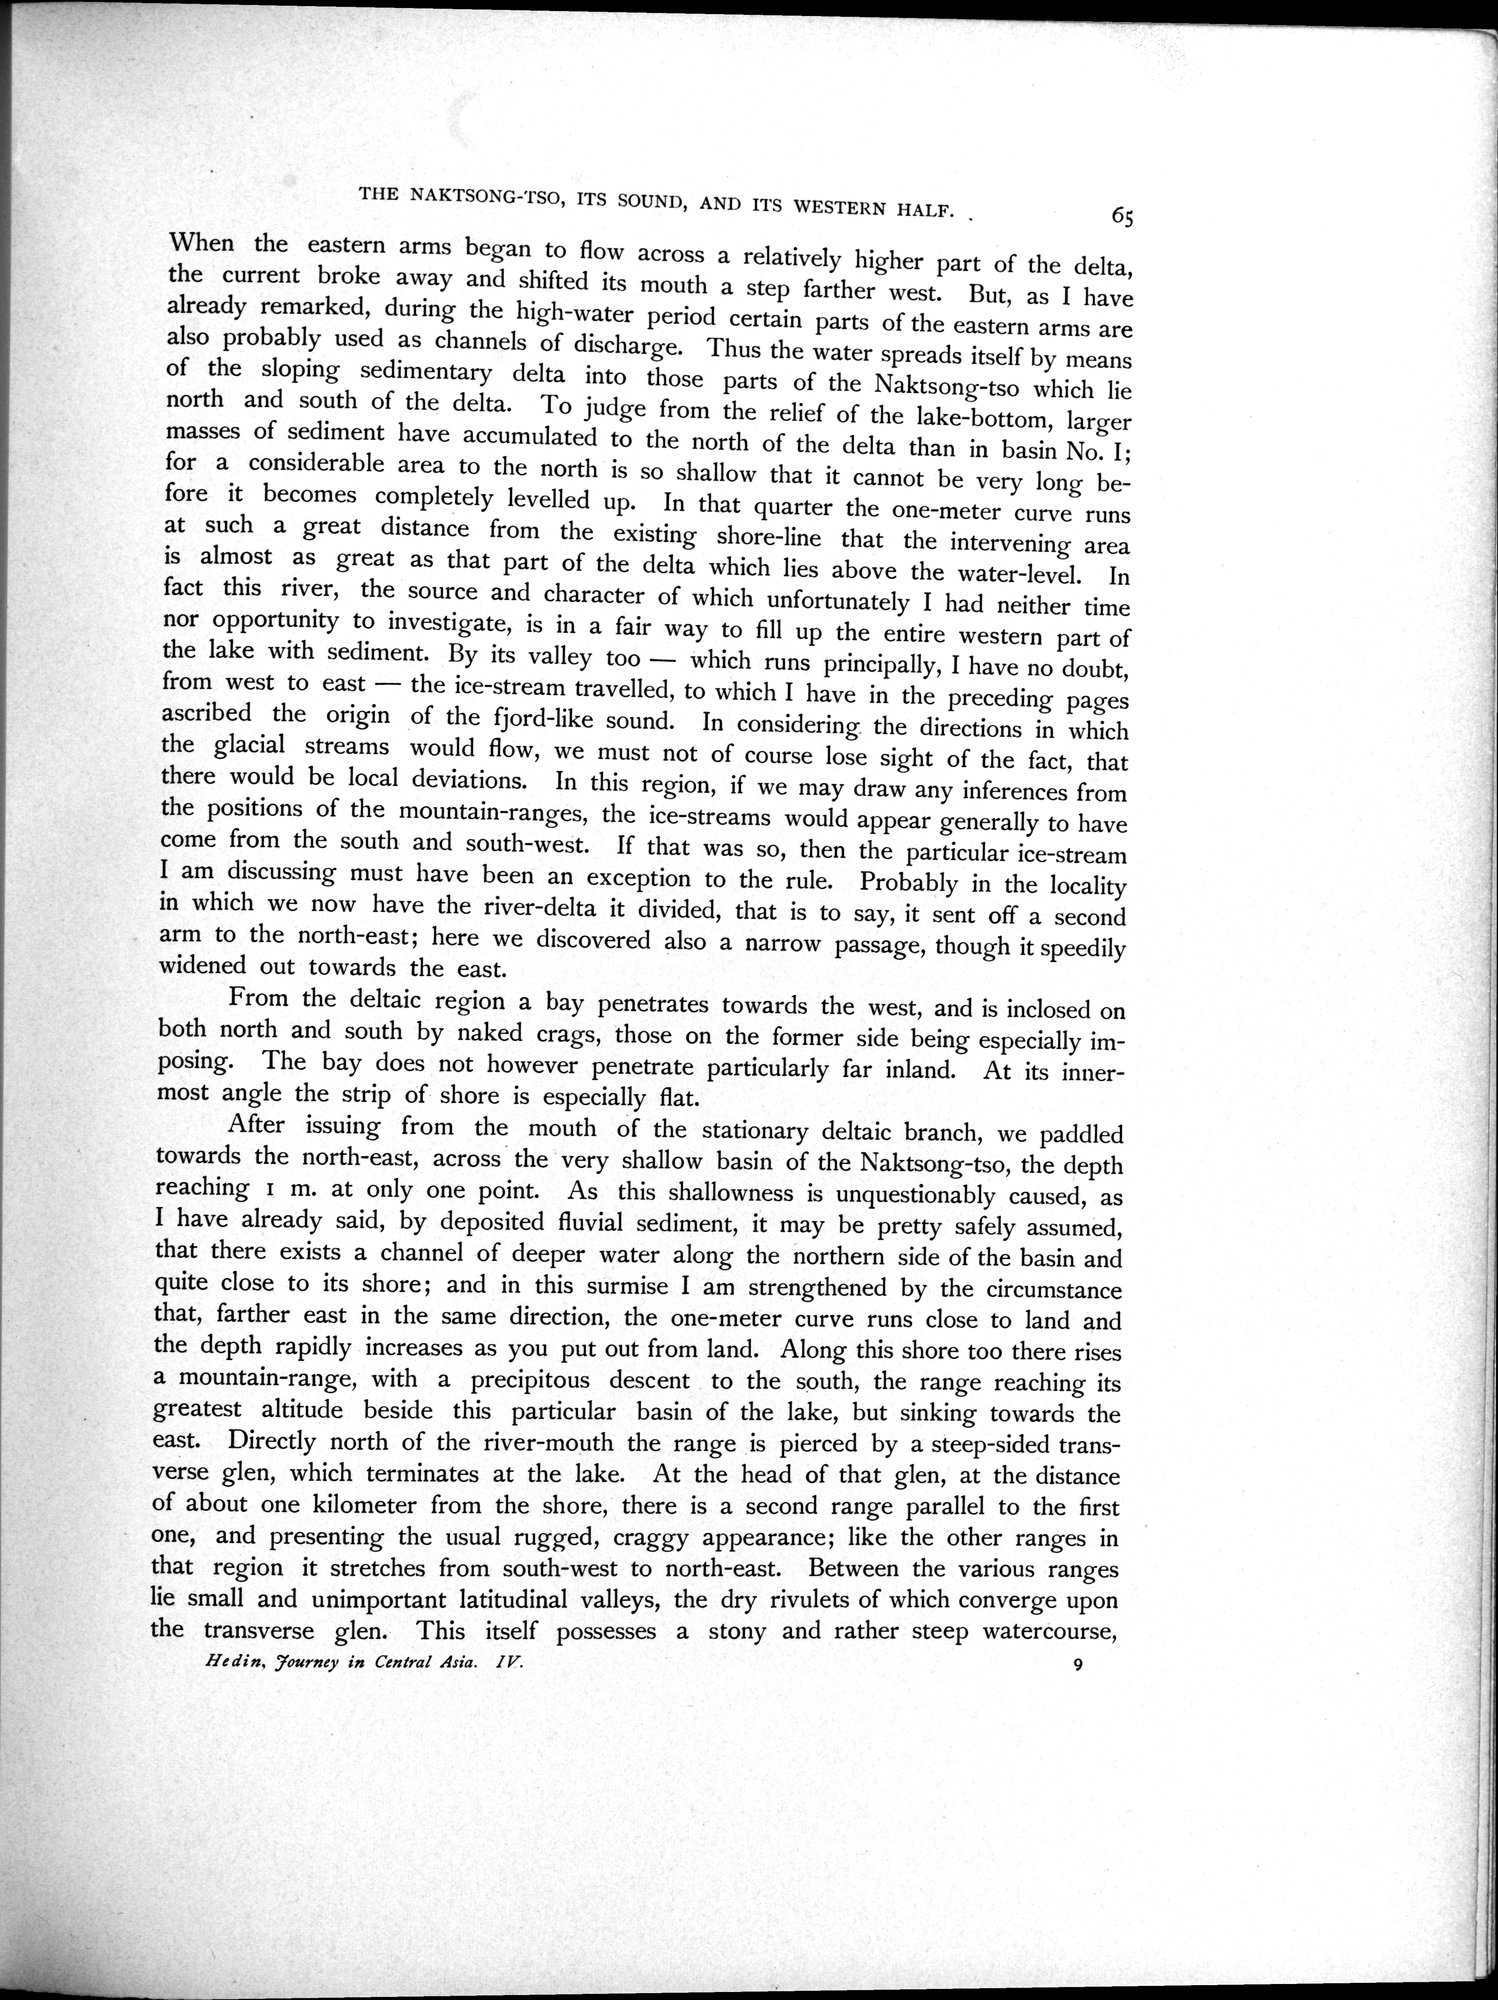 THE NAKTSONG-TSO, ITS SOUND, AND ITS WESTERN HALF. 65
When the eastern arms began to flow across a relatively higher part of the delta,
the current broke away and shifted its mouth a step farther west. But, as I have
already remarked, during the high-water period certain parts of the eastern arms are
also probably used as channels of discharge. Thus the water spreads itself by means
of the sloping sedimentary delta into those parts of the Naktsong-tso which lie
north and south of the delta. To judge from the relief of the lake-bottom, larger
masses of sediment have accumulated to the north of the delta than in basin No. I;
for a considerable area to the north is so shallow that it cannot be very long be-
fore it becomes completely levelled up. In that quarter the one-meter curve runs
at such a great distance from the existing shore-line that the intervening area
is almost as great as that part of the delta which lies above the water-level. In
fact this river, the source and character of which unfortunately I had neither time
nor opportunity to investigate, is in a fair way to fill up the entire western part of
the lake with sediment. By its valley too — which runs principally, I have no doubt,
from west to east — the ice-stream travelled, to which I have in the preceding pages
ascribed the origin of the fjord-like sound. In considering the directions in which
the glacial streams would flow, we must not of course lose sight of the fact, that
there would be local deviations. In this region, if we may draw any inferences from
the positions of the mountain-ranges, the ice-streams would appear generally to have
come from the south and south-west. If that was so, then the particular ice-stream
I am discussing must have been an exception to the rule. Probably in the locality
in which we now have the river-delta it divided, that is to say, it sent off a second
arm to the north-east; here we discovered also a narrow passage, though it speedily
widened out towards the east.
From the deltaic region a bay penetrates towards the west, and is inclosed on
both north and south by naked crags, those on the former side being especially im-
posing. The bay does not however penetrate particularly far inland. At its inner-
most angle the strip of shore is especially flat.
After issuing from the mouth of the stationary deltaic branch, we paddled
towards the north-east, across the very shallow basin of the Naktsong-tso, the depth
reaching 1 m. at only one point. As this shallowness is unquestionably caused, as
I have already said, by deposited fluvial sediment, it may be pretty safely assumed,
that there exists a channel of deeper water along the northern side of the basin and
quite close to its shore; and in this surmise I am strengthened by the circumstance
that, farther east in the same direction, the one-meter curve runs close to land and
the depth rapidly increases as you put out from land. Along this shore too there rises
a mountain-range, with a precipitous descent to the south, the range reaching its
greatest altitude beside this particular basin of the lake, but sinking towards the
east. Directly north of the river-mouth the range is pierced by a steep-sided trans-
verse glen, which terminates at the lake. At the head of that glen, at the distance
of about one kilometer from the shore, there is a second range parallel to the first
one, and presenting the usual rugged, craggy appearance; like the other ranges in
that region it stretches from south-west to north-east. Between the various ranges
lie small and unimportant latitudinal valleys, the dry rivulets of which converge upon
the transverse glen. This itself possesses a stony and rather steep watercourse,
Hedin, Journey in Central Asia. IV. 9